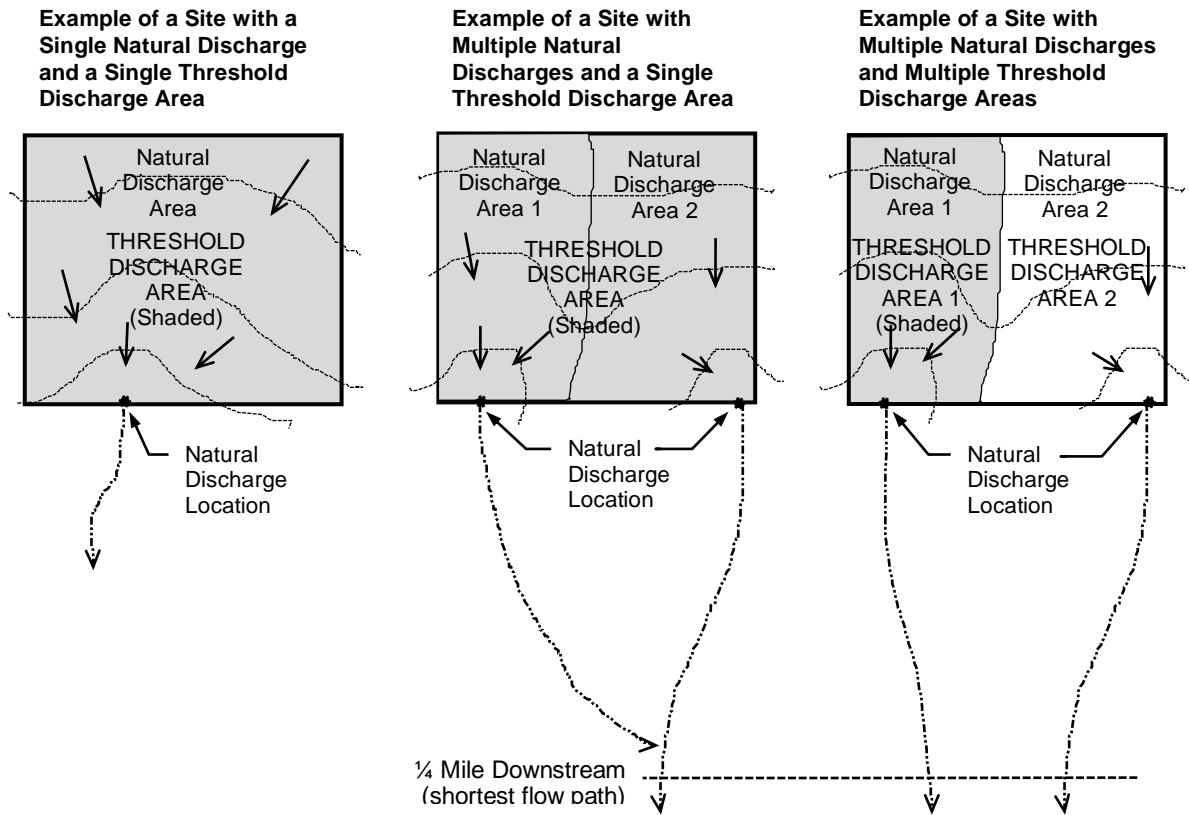 Example of a Site with a
Single Natural Discharge
and a Single Threshold
Discharge Area
Natural
Discharge
Area
THRESHOLD
DISCHARGE
AREA
(Shaded)
Natural
Discharge
Location
Example of a Site with
Multiple Natural
Discharges and a Single
Threshold Discharge Area
Natural
Discharge
Area 1
Natural
Discharge
Area 2
THRESHOLD
DISCHARGE
AREA
(Shaded)
Natural
Discharge
Location
Example of a Site with
Multiple Natural Discharges
and Multiple Threshold
Discharge Areas
Natural
Discharge
Area 1
Natural
Discharge
Area 2
THRESHOLD
DISCHARGE
AREA 1
(Shaded)
THRESHOLD
DISCHARGE
AREA 2
Natural
Discharge
Location
¼ Mile Downstream
(shortest flow path)